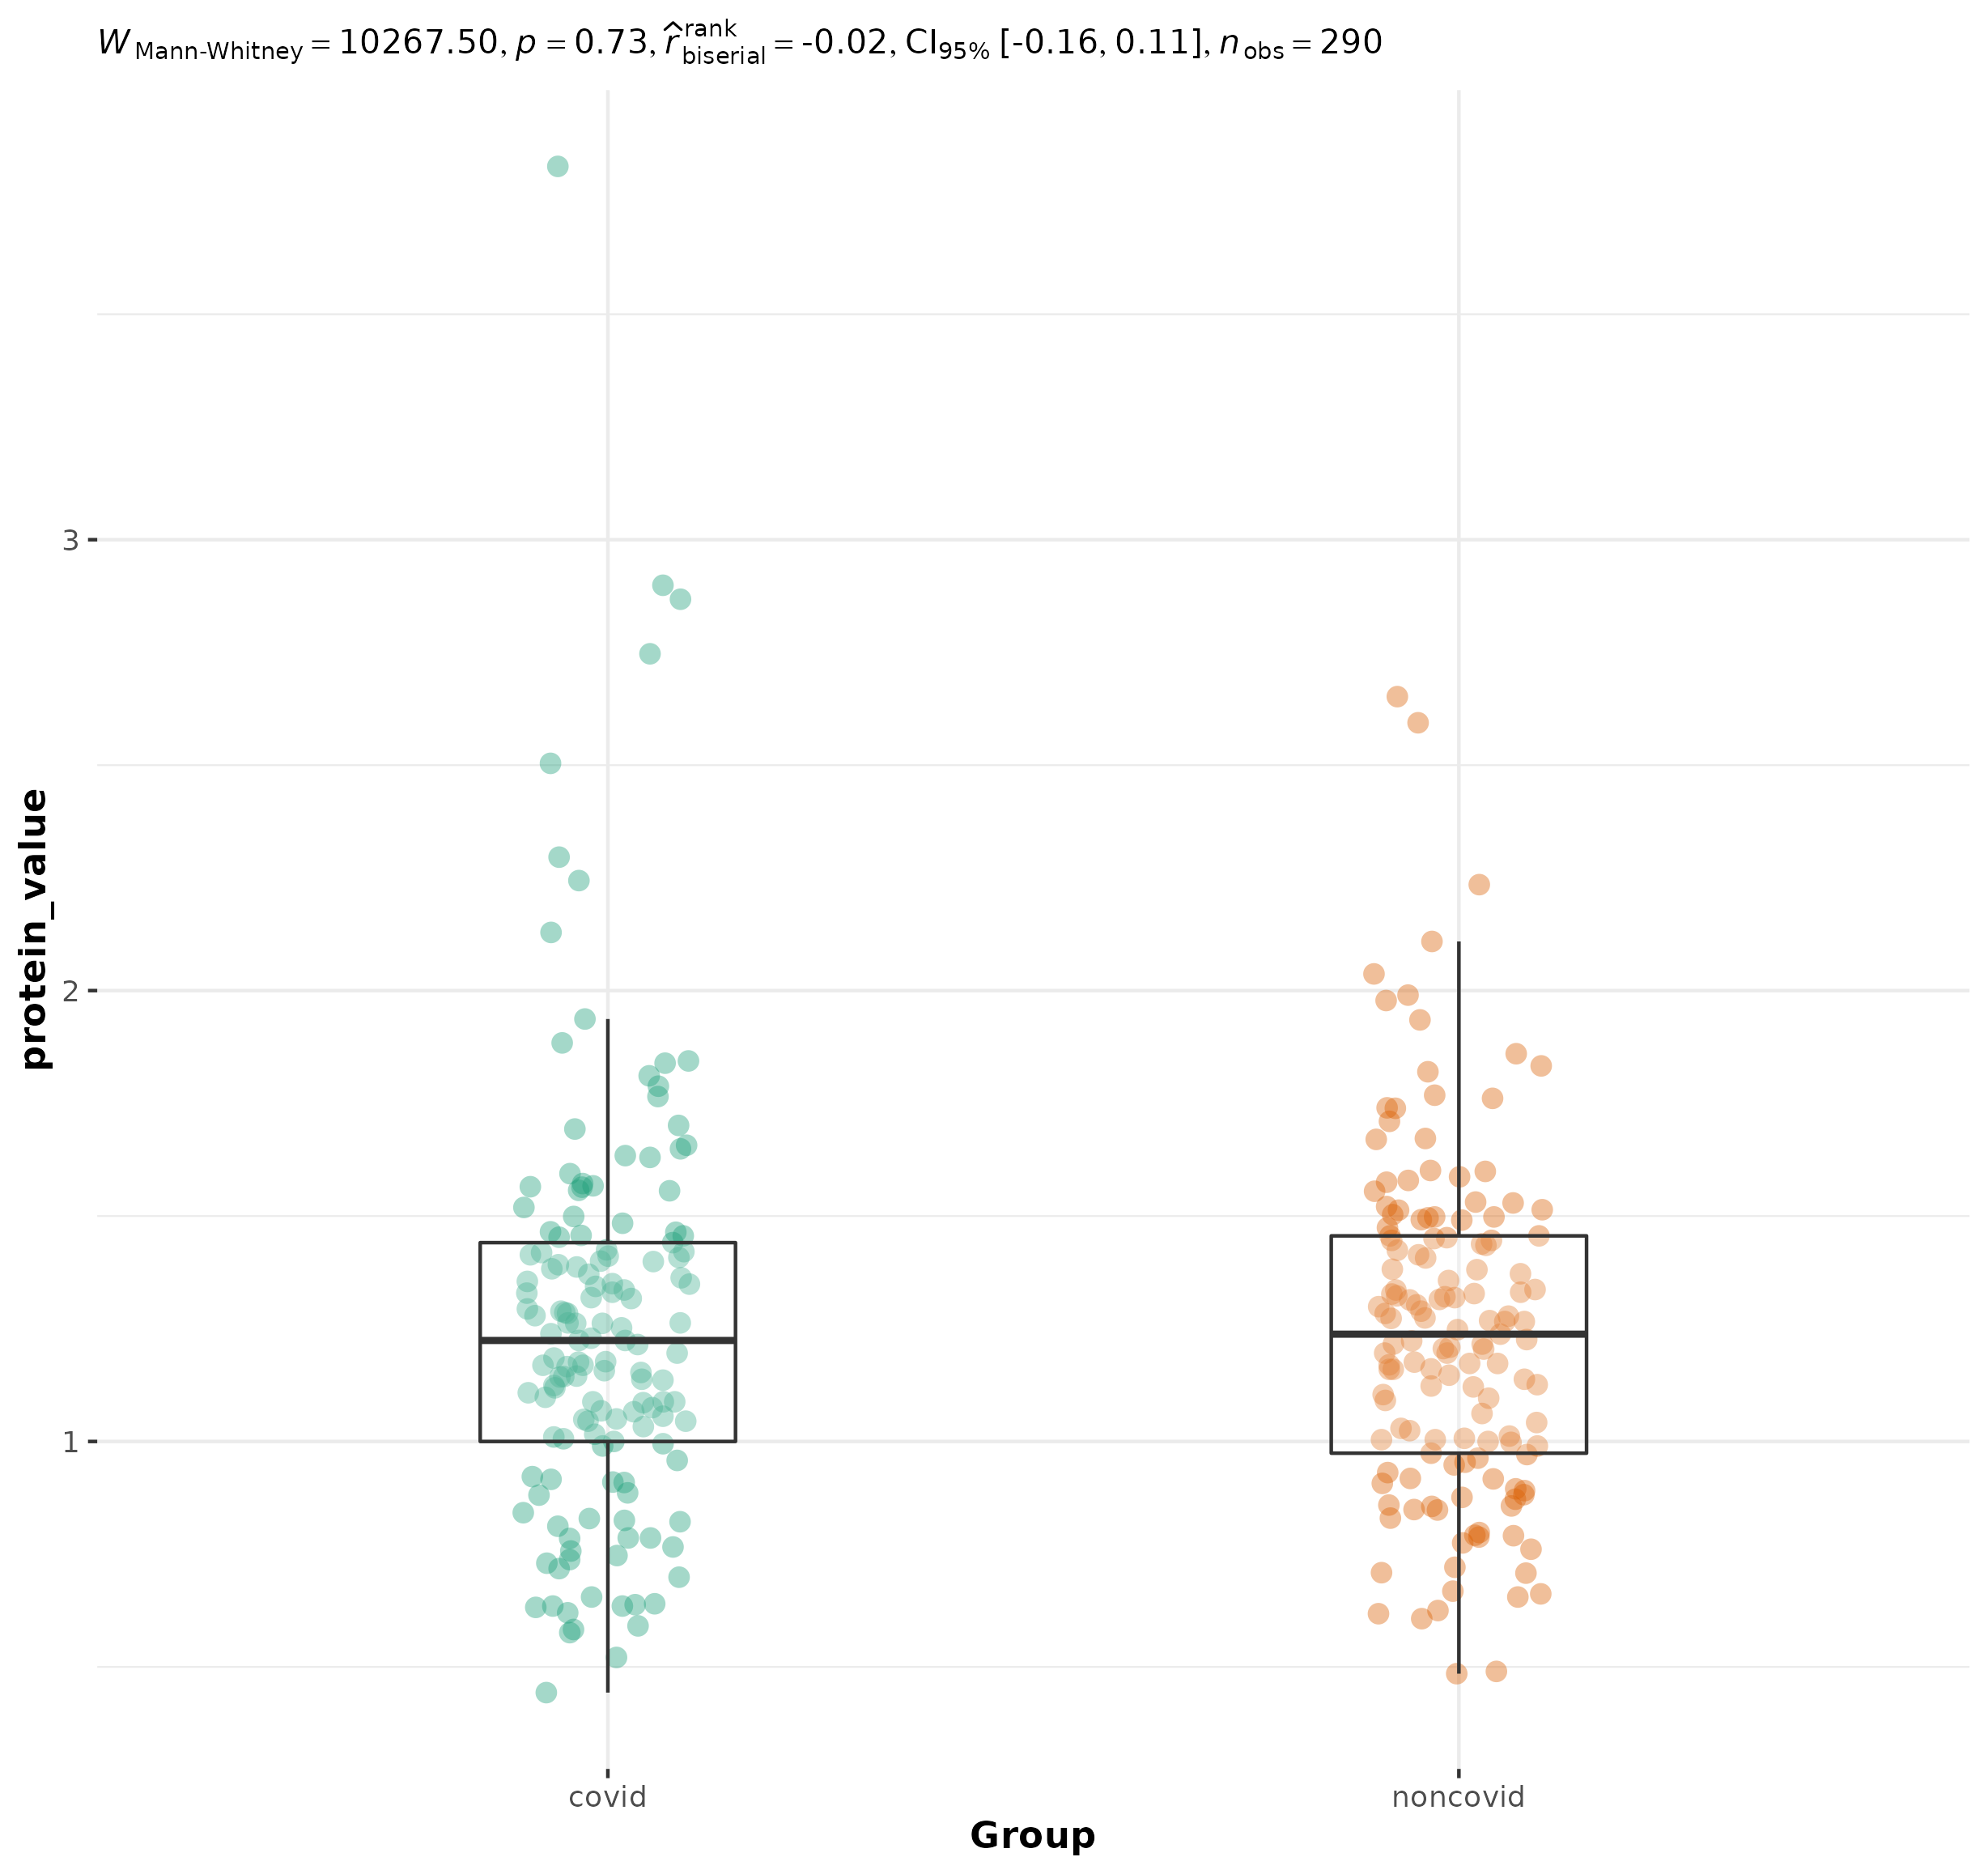 W Mann-Whitney = 10267.50, p = 0.73, r̂ rank biserial = -0.02, CI95% [-0.16, 0.11], n obs = 290
3
2
1
protein_value
covid noncovid
Group